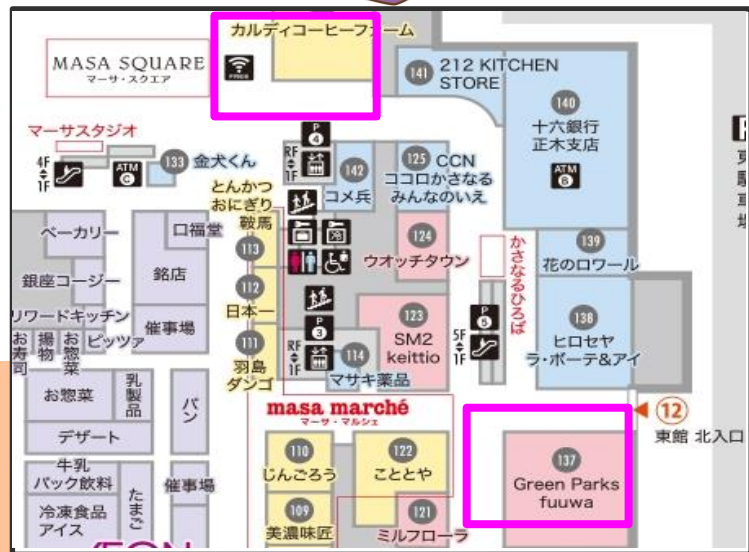 カルディコーヒーファーム
MASA SQUARE
マーサ・スクエア
FREE
141
212 KITCHEN
STORE
140
十六銀行
正木支店
ATM
B
マーサスタジオ
4F
1F
ATM
C
133
金犬くん
P
4
RF
1F
142
コメ兵
125
CCN
ココロかさなる
みんなのいえ
とんかつ
おにぎり
鞍馬
113
ベーカリー
口福堂
銘店
銀座コージー
124
ウオッチタウン
かさなるひろば
139
花のロワール
112
日本一
リワードキッチン
お寿司
揚物
お惣菜
ピッツァ
催事場
111
羽島
ダンゴ
P
3
RF
1F
114
マサキ薬品
123
SM2
keittio
P
5
5F
1F
138
ヒロセヤ
ラ・ボーテ&アイ
お惣菜
乳製品
パン
デザート
masa marché
マーサ・マルシェ
12
東館 北入口
牛乳
パック飲料
たまご
催事場
冷凍食品
アイス
110
じんごろう
122
こととや
137
Green Parks
fuuwa
109
美濃味匠
121
ミルフローラ
ÆON